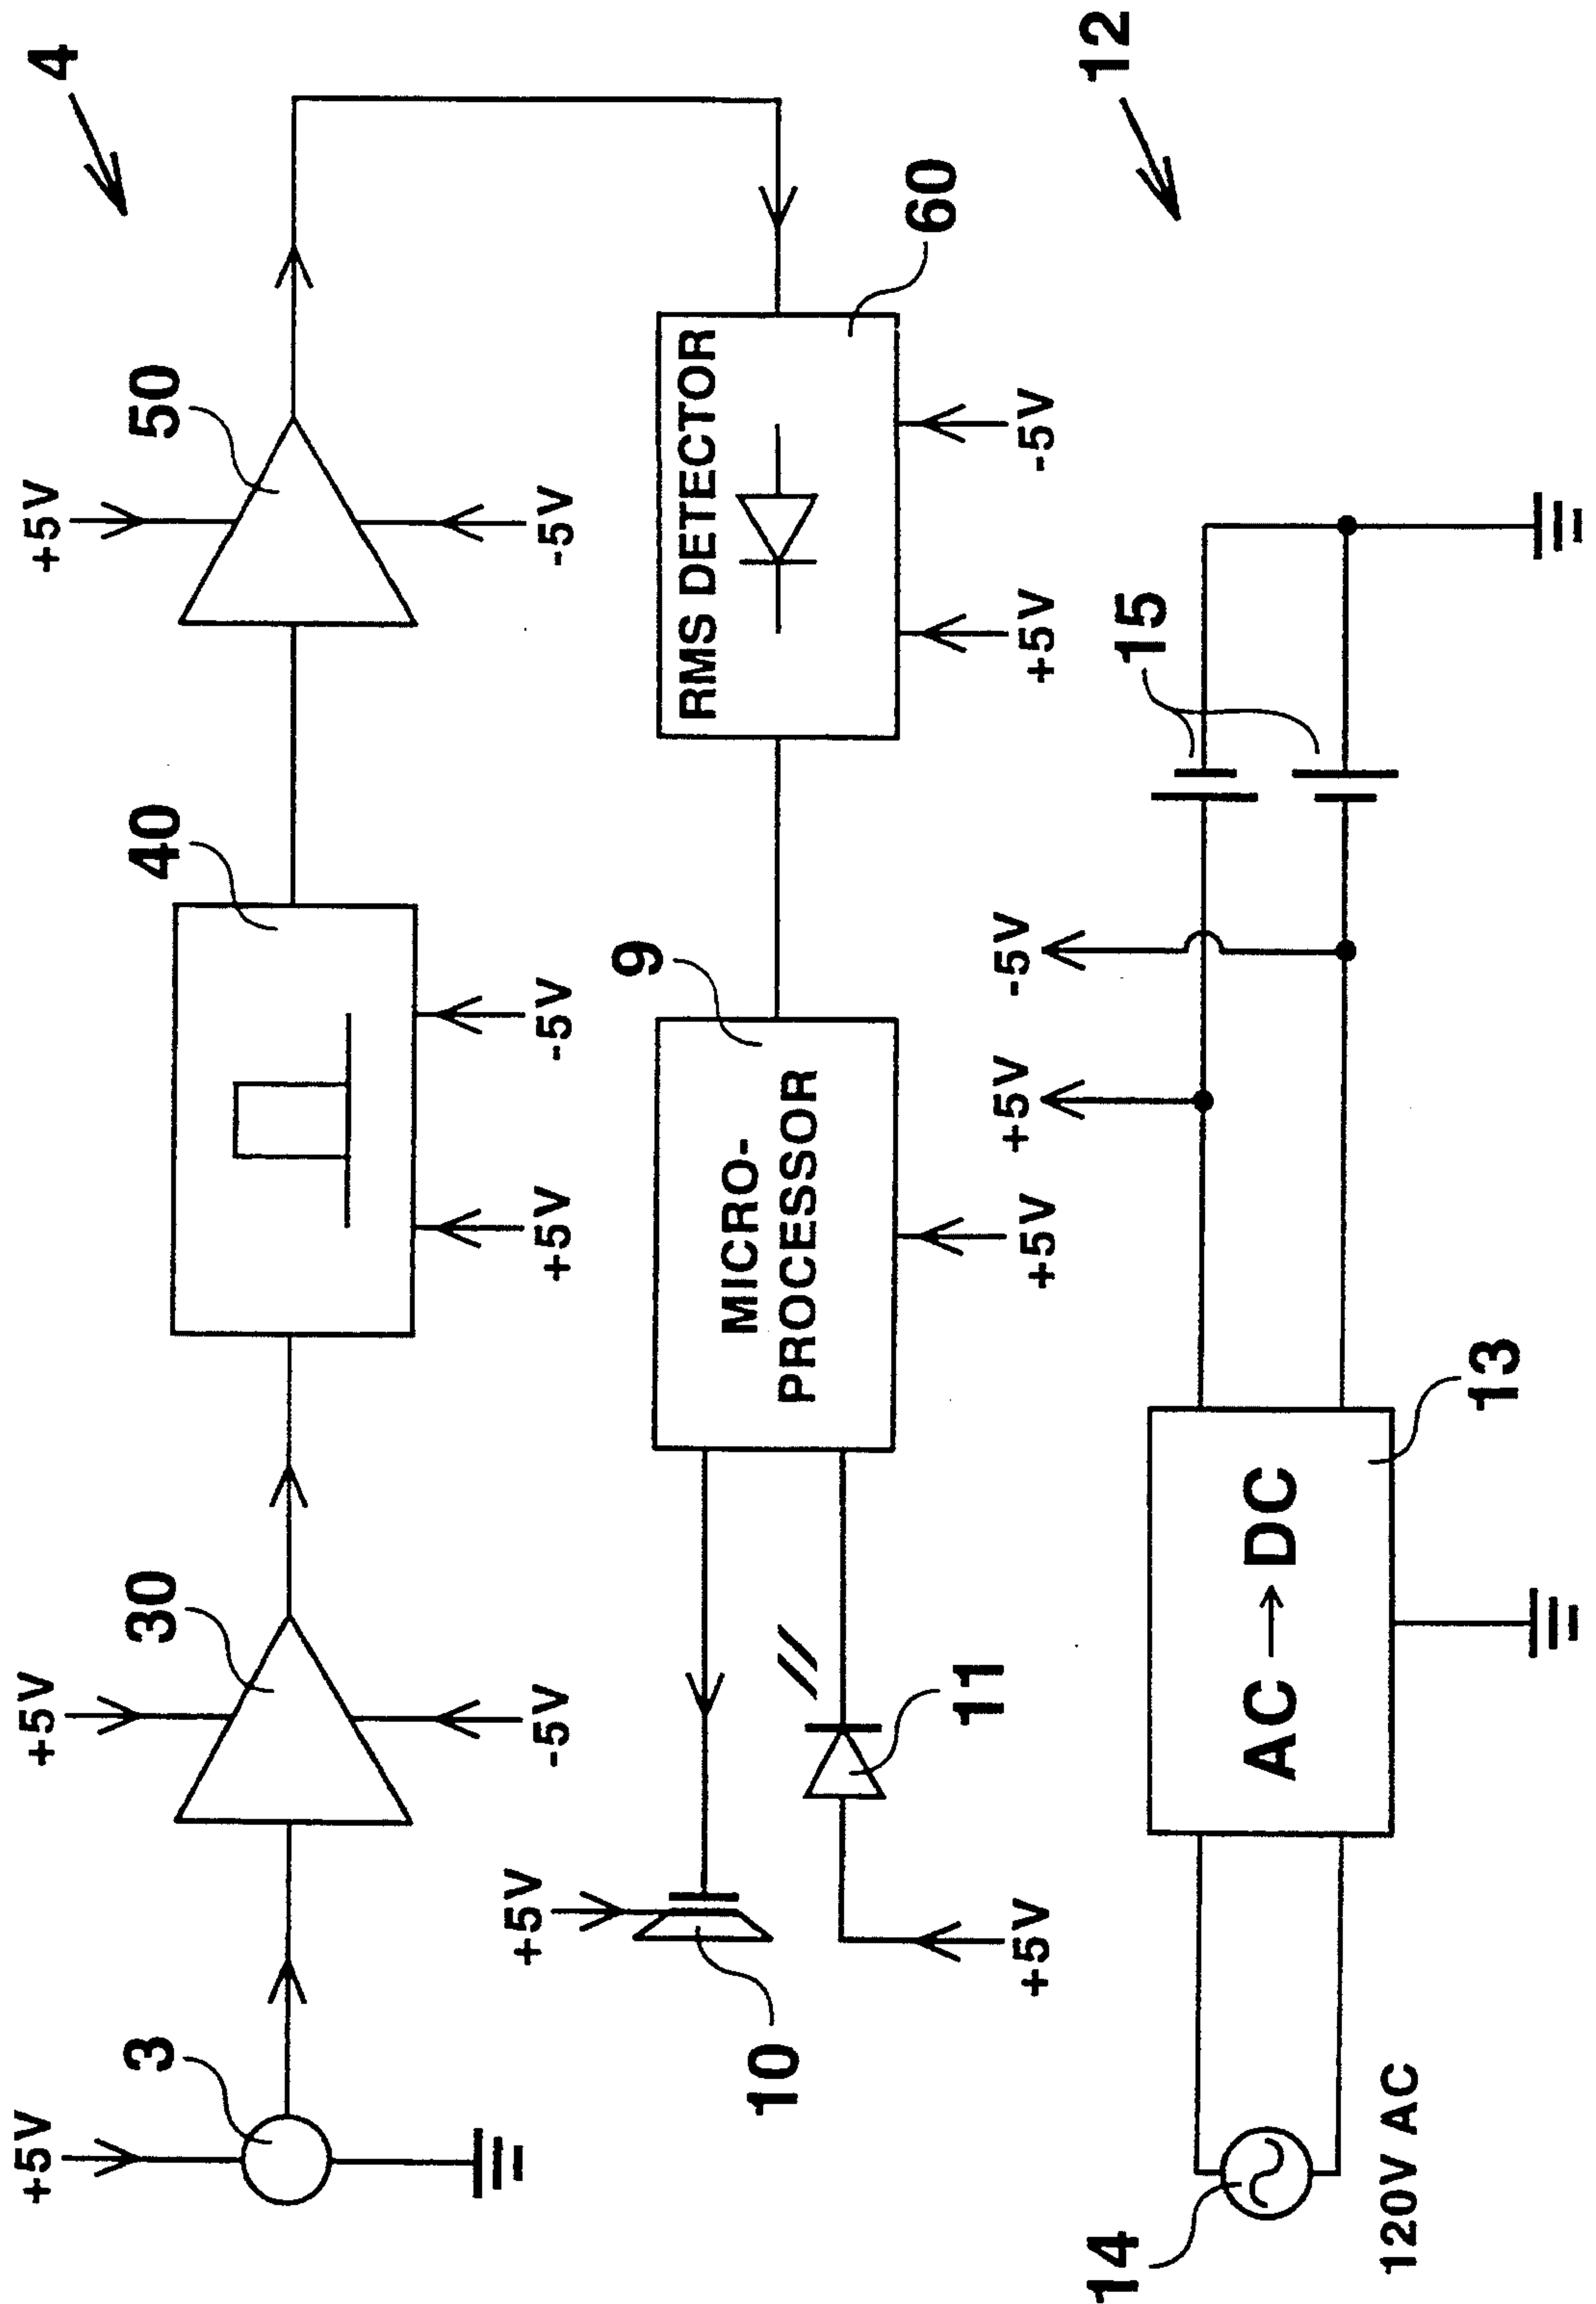 4
+5V
+5V
+5V
3
30
40
50
-5V
+5V
-5V
-5V
+5V
10
MICRO-
PROCESSOR
9
RMS DETECTOR
60
11
+5V
+5V
+5V
-5V
12
+5V
-5V
14
120V AC
AC → DC
13
15